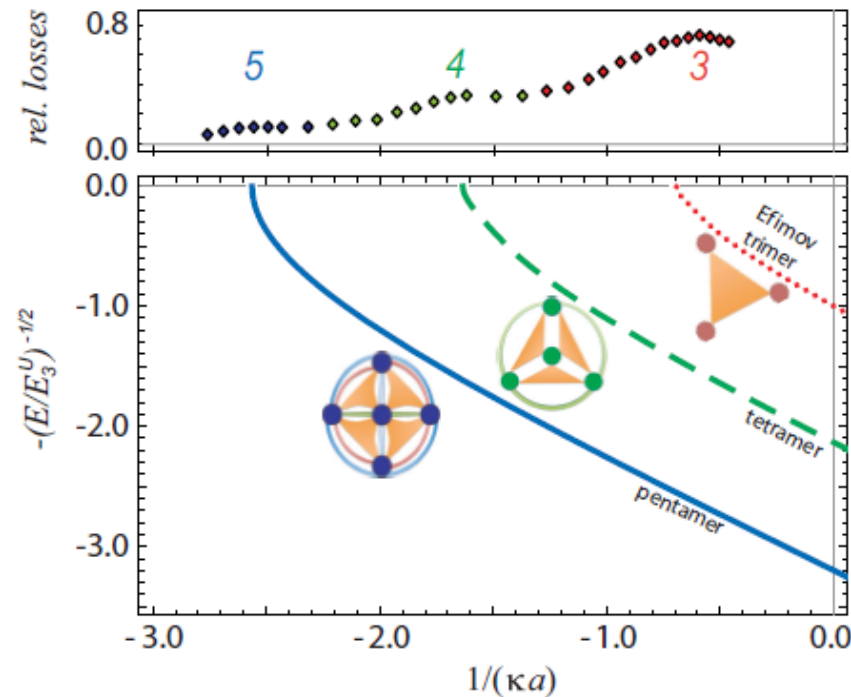 0.8
0.0
rel. losses
5
4
3
0.0
-1.0
-2.0
-3.0
-(E/E₃ᵁ)⁻¹ᐟ²
Efimov
trimer
tetramer
pentamer
-3.0
-2.0
-1.0
0.0
1/(κa)